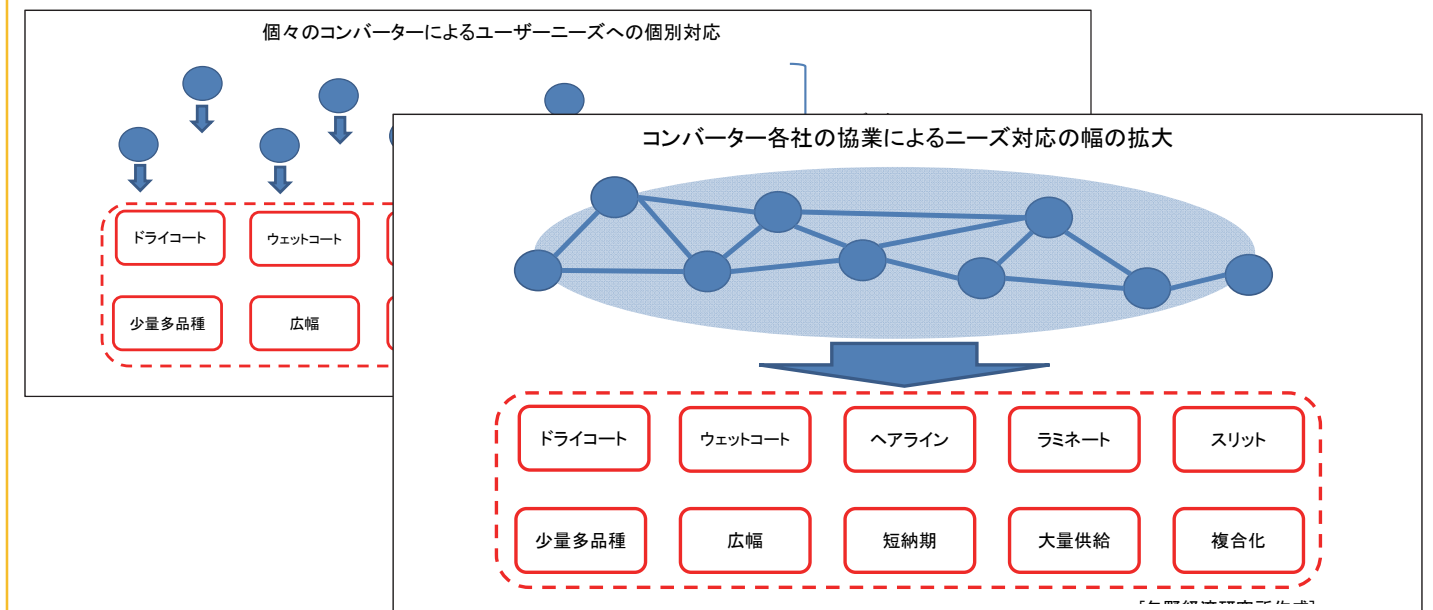 個々のコンバーターによるユーザーニーズへの個別対応
ドライコート
ウェットコート
少量多品種
広幅
コンバーター各社の協業によるニーズ対応の幅の拡大
ドライコート
ウェットコート
ヘアライン
ラミネート
スリット
少量多品種
広幅
短納期
大量供給
複合化